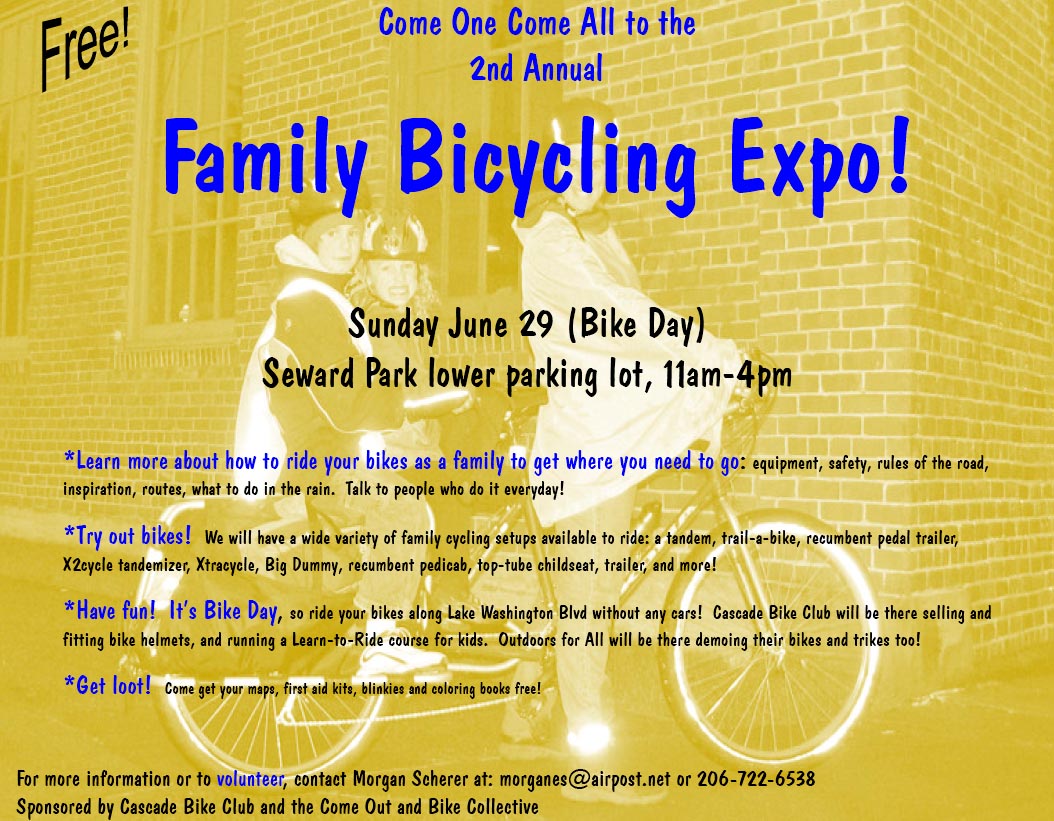 Free!
Come One Come All to the
2nd Annual
Family Bicycling Expo!
Sunday June 29 (Bike Day)
Seward Park lower parking lot, 11am-4pm
*Learn more about how to ride your bikes as a family to get where you need to go: equipment, safety, rules of the road,
inspiration, routes, what to do in the rain. Talk to people who do it everyday!
*Try out bikes! We will have a wide variety of family cycling setups available to ride: a tandem, trail-a-bike, recumbent pedal trailer,
X2cycle tandemizer, Xtracycle, Big Dummy, recumbent pedicab, top-tube childseat, trailer, and more!
*Have fun! It's Bike Day, so ride your bikes along Lake Washington Blvd without any cars! Cascade Bike Club will be there selling and
fitting bike helmets, and running a Learn-to-Ride course for kids. Outdoors for All will be there demoing their bikes and trikes too!
*Get loot! Come get your maps, first aid kits, blinkies and coloring books free!
For more information or to volunteer, contact Morgan Scherer at: morganes@airpost.net or 206-722-6538
Sponsored by Cascade Bike Club and the Come Out and Bike Collective